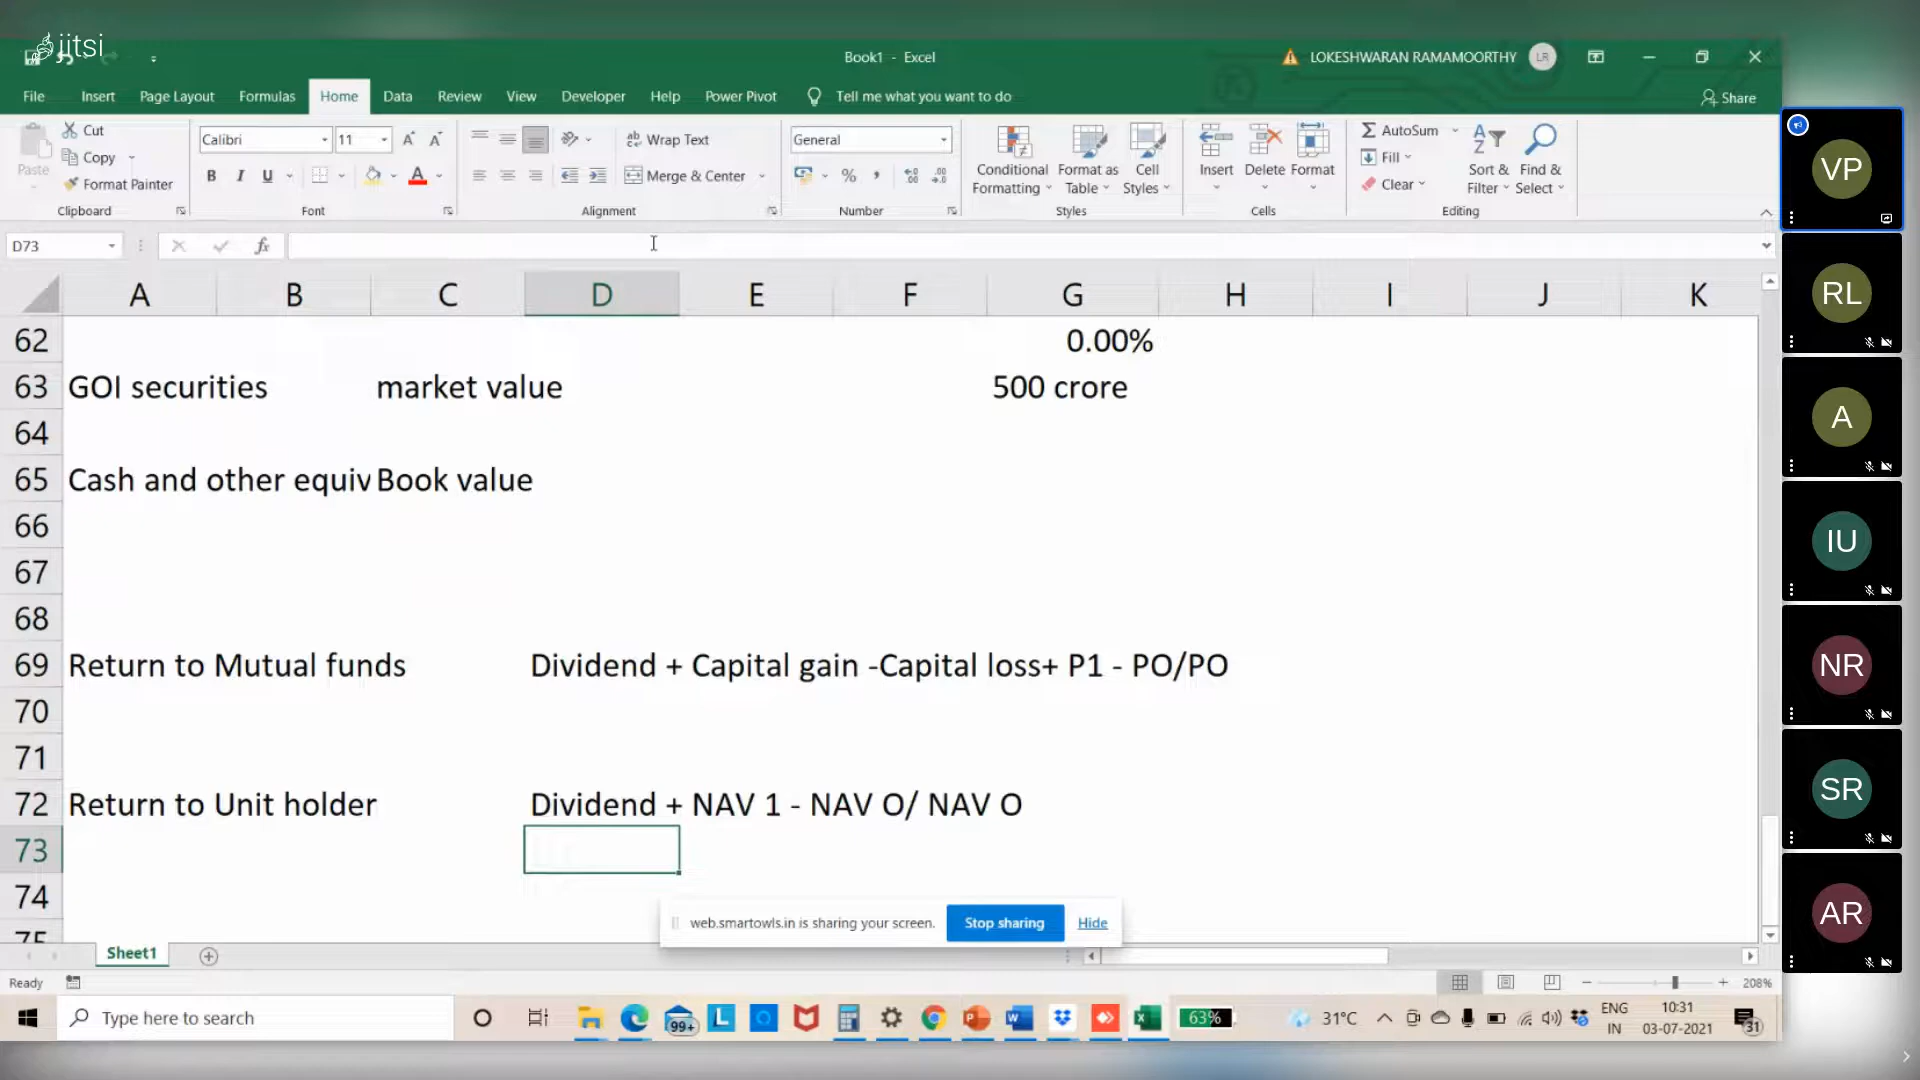 jitsi
Book1 - Excel
LOKESHWARAN RAMAMOORTHY
LR
File Insert Page Layout Formulas Home Data Review View Developer Help Power Pivot Tell me what you want to do Share
Cut
Copy
Paste
Format Painter
Clipboard
Calibri 11
B I U
Font
Wrap Text
Merge & Center
Alignment
General
Number
Conditional Formatting
Format as Table
Cell Styles
Styles
Insert
Delete
Format
Cells
AutoSum
Fill
Clear
Sort & Filter
Find & Select
Editing
D73
fx
A B C D E F G H I J K
62 0.00%
63 GOI securities market value 500 crore
64
65 Cash and other equiv Book value
66
67
68
69 Return to Mutual funds Dividend + Capital gain -Capital loss+ P1 - PO/PO
70
71
72 Return to Unit holder Dividend + NAV 1 - NAV O/ NAV O
73
74
75
web.smartowls.in is sharing your screen. Stop sharing Hide
Sheet1
Ready
208%
Type here to search
99+
63%
31°C
ENG
IN
10:31
03-07-2021
31
VP
RL
A
IU
NR
SR
AR